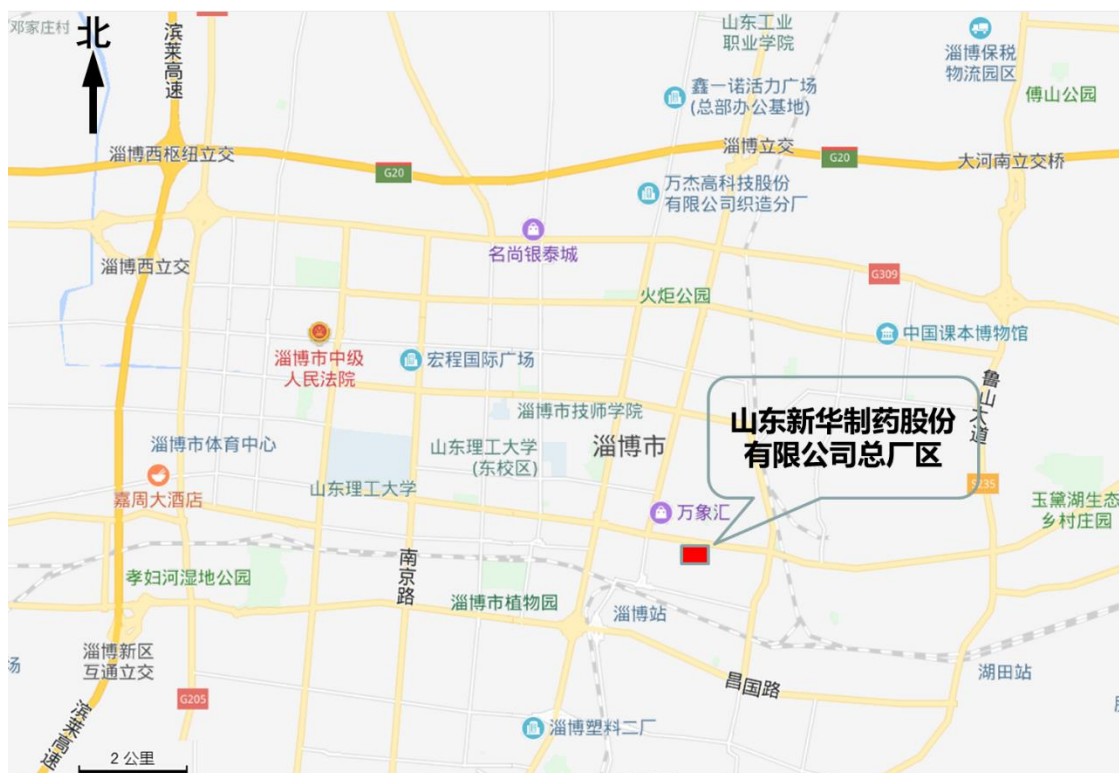 邓家庄村
北
滨莱高速
山东工业
职业学院
淄博保税
物流园区
鑫一诺活力广场
(总部办公基地)
傅山公园
淄博西枢纽立交
G20
淄博立交
G20
大河南立交桥
万杰高科技股份
有限公司织造分厂
名尚银泰城
淄博西立交
G309
火炬公园
中国课本博物馆
淄博市中级
人民法院
宏程国际广场
鲁山大道
淄博市技师学院
山东新华制药股份
有限公司总厂区
淄博市体育中心
山东理工大学
(东校区)
淄博市
嘉周大酒店
山东理工大学
S235
万象汇
玉黛湖生态
乡村庄园
南京路
孝妇河湿地公园
淄博市植物园
淄博站
淄博新区
互通立交
场
湖田站
昌国路
G205
滨莱高速
淄博塑料二厂
2 公里